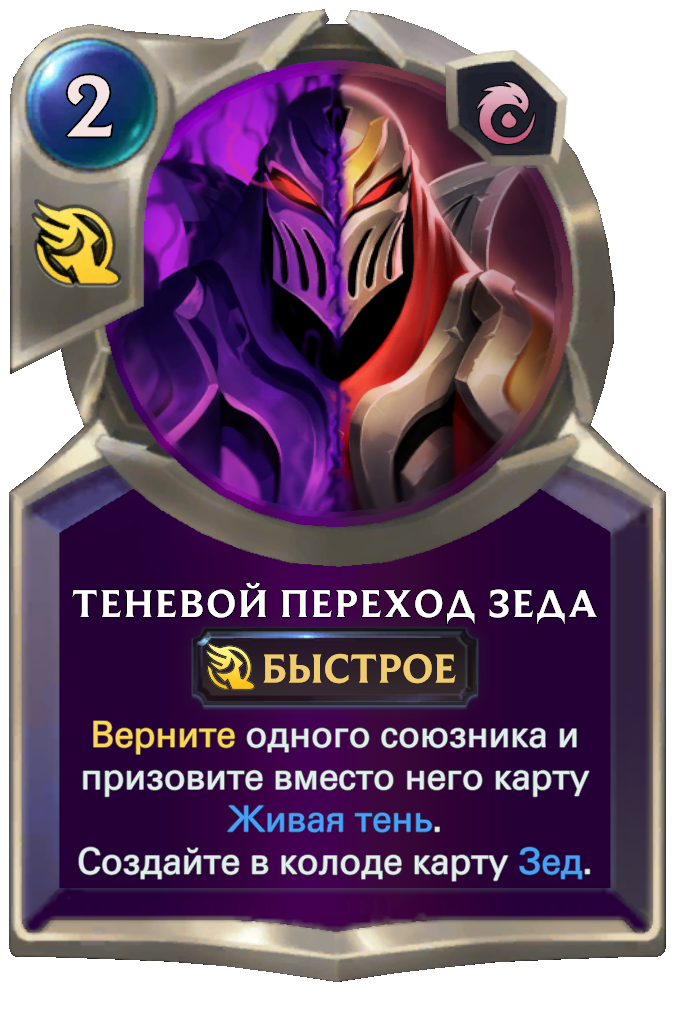 2
ТЕНЕВОЙ ПЕРЕХОД ЗЕДА
БЫСТРОЕ
Верните одного союзника и
призовите вместо него карту
Живая тень.
Создайте в колоде карту Зед.